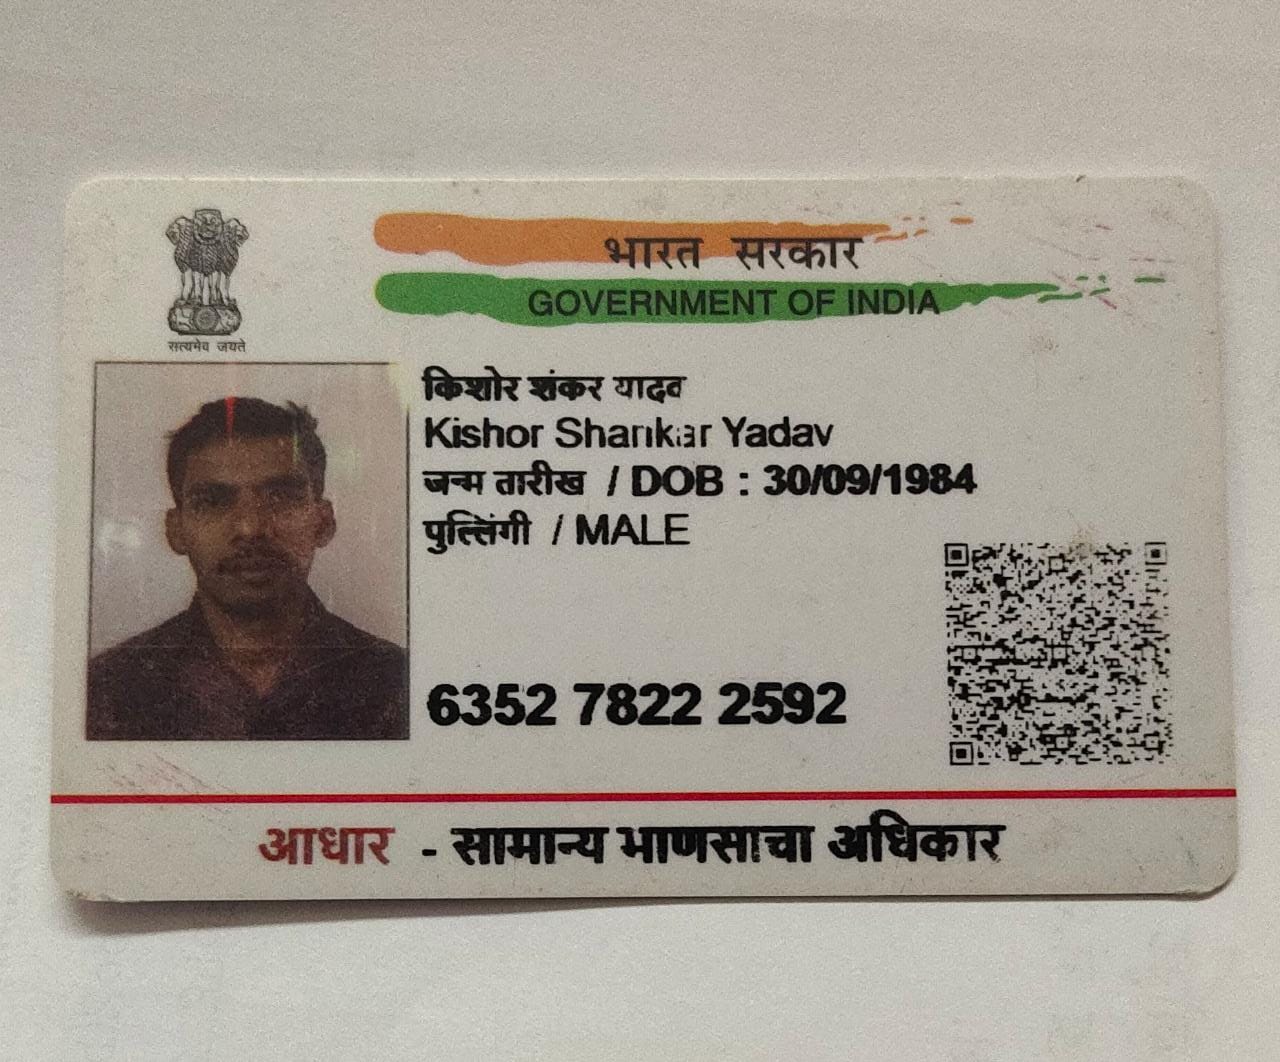 भारत सरकार
GOVERNMENT OF INDIA
सत्यमेव जयते
किशोर शंकर यादव
Kishor Shankar Yadav
जन्म तारीख / DOB : 30/09/1984
पुल्लिंगी / MALE
6352 7822 2592
आधार - सामान्य माणसाचा अधिकार